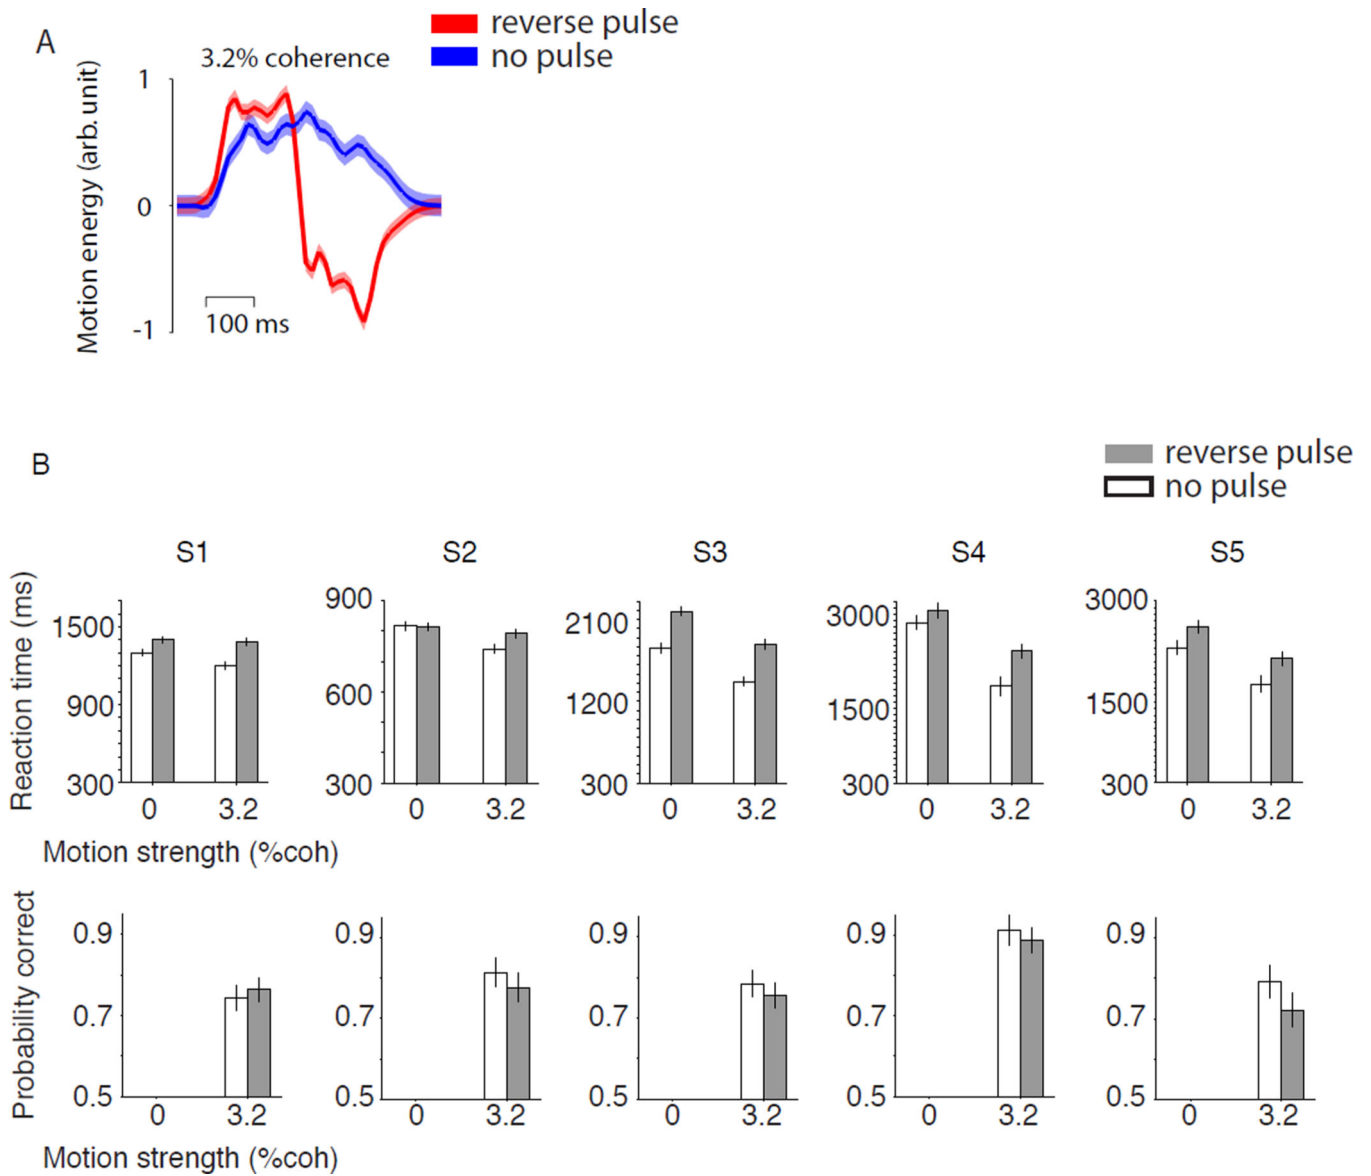 A
reverse pulse
no pulse
3.2% coherence
Motion energy (arb. unit)
1
0
-1
100 ms
B
reverse pulse
no pulse
S1 S2 S3 S4 S5
Reaction time (ms)
1500 900 2100 3000 3000
900 600 1200 1500 1500
300 300 300 300 300
0 3.2 0 3.2 0 3.2 0 3.2 0 3.2
Motion strength (%coh)
Probability correct
0.9 0.9 0.9 0.9 0.9
0.7 0.7 0.7 0.7 0.7
0.5 0.5 0.5 0.5 0.5
0 3.2 0 3.2 0 3.2 0 3.2 0 3.2
Motion strength (%coh)